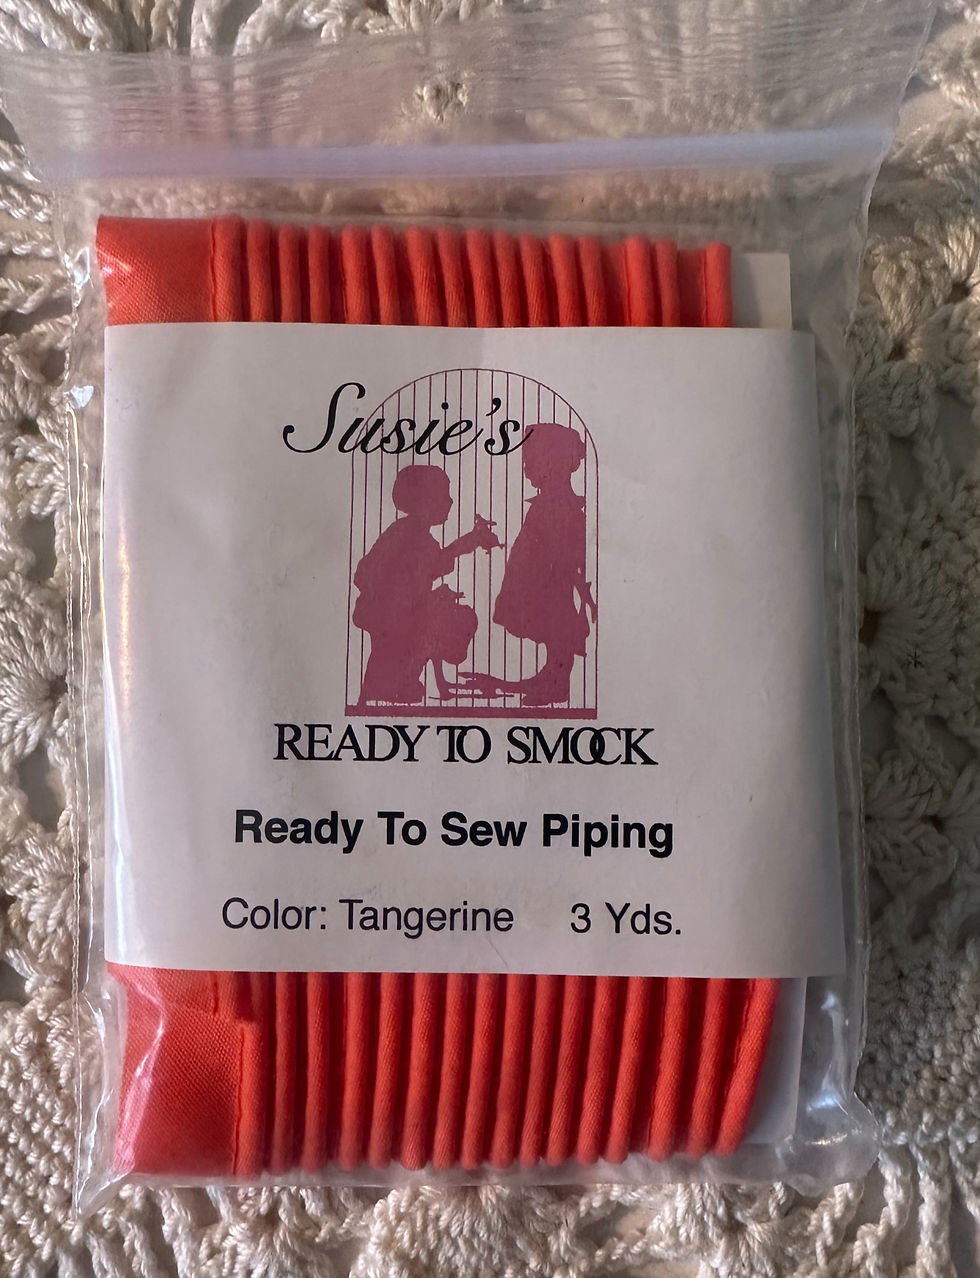 Susie's
READY TO SMOCK
Ready To Sew Piping
Color: Tangerine 3 Yds.